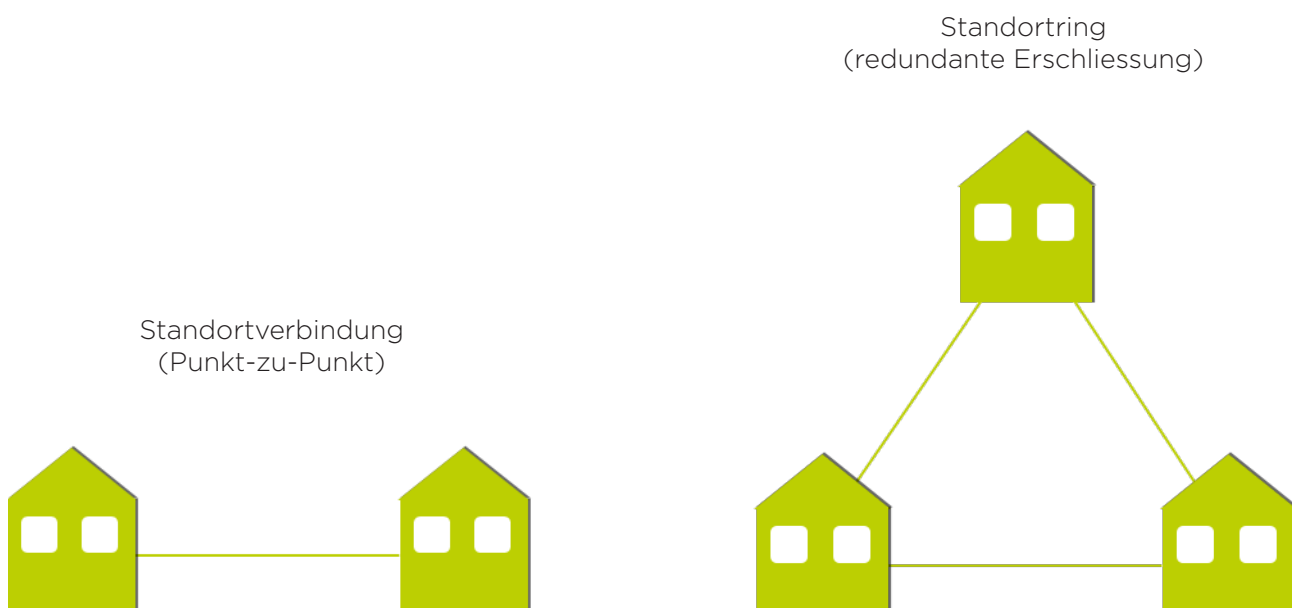 Standortverbindung
(Punkt-zu-Punkt)
Standortring
(redundante Erschliessung)